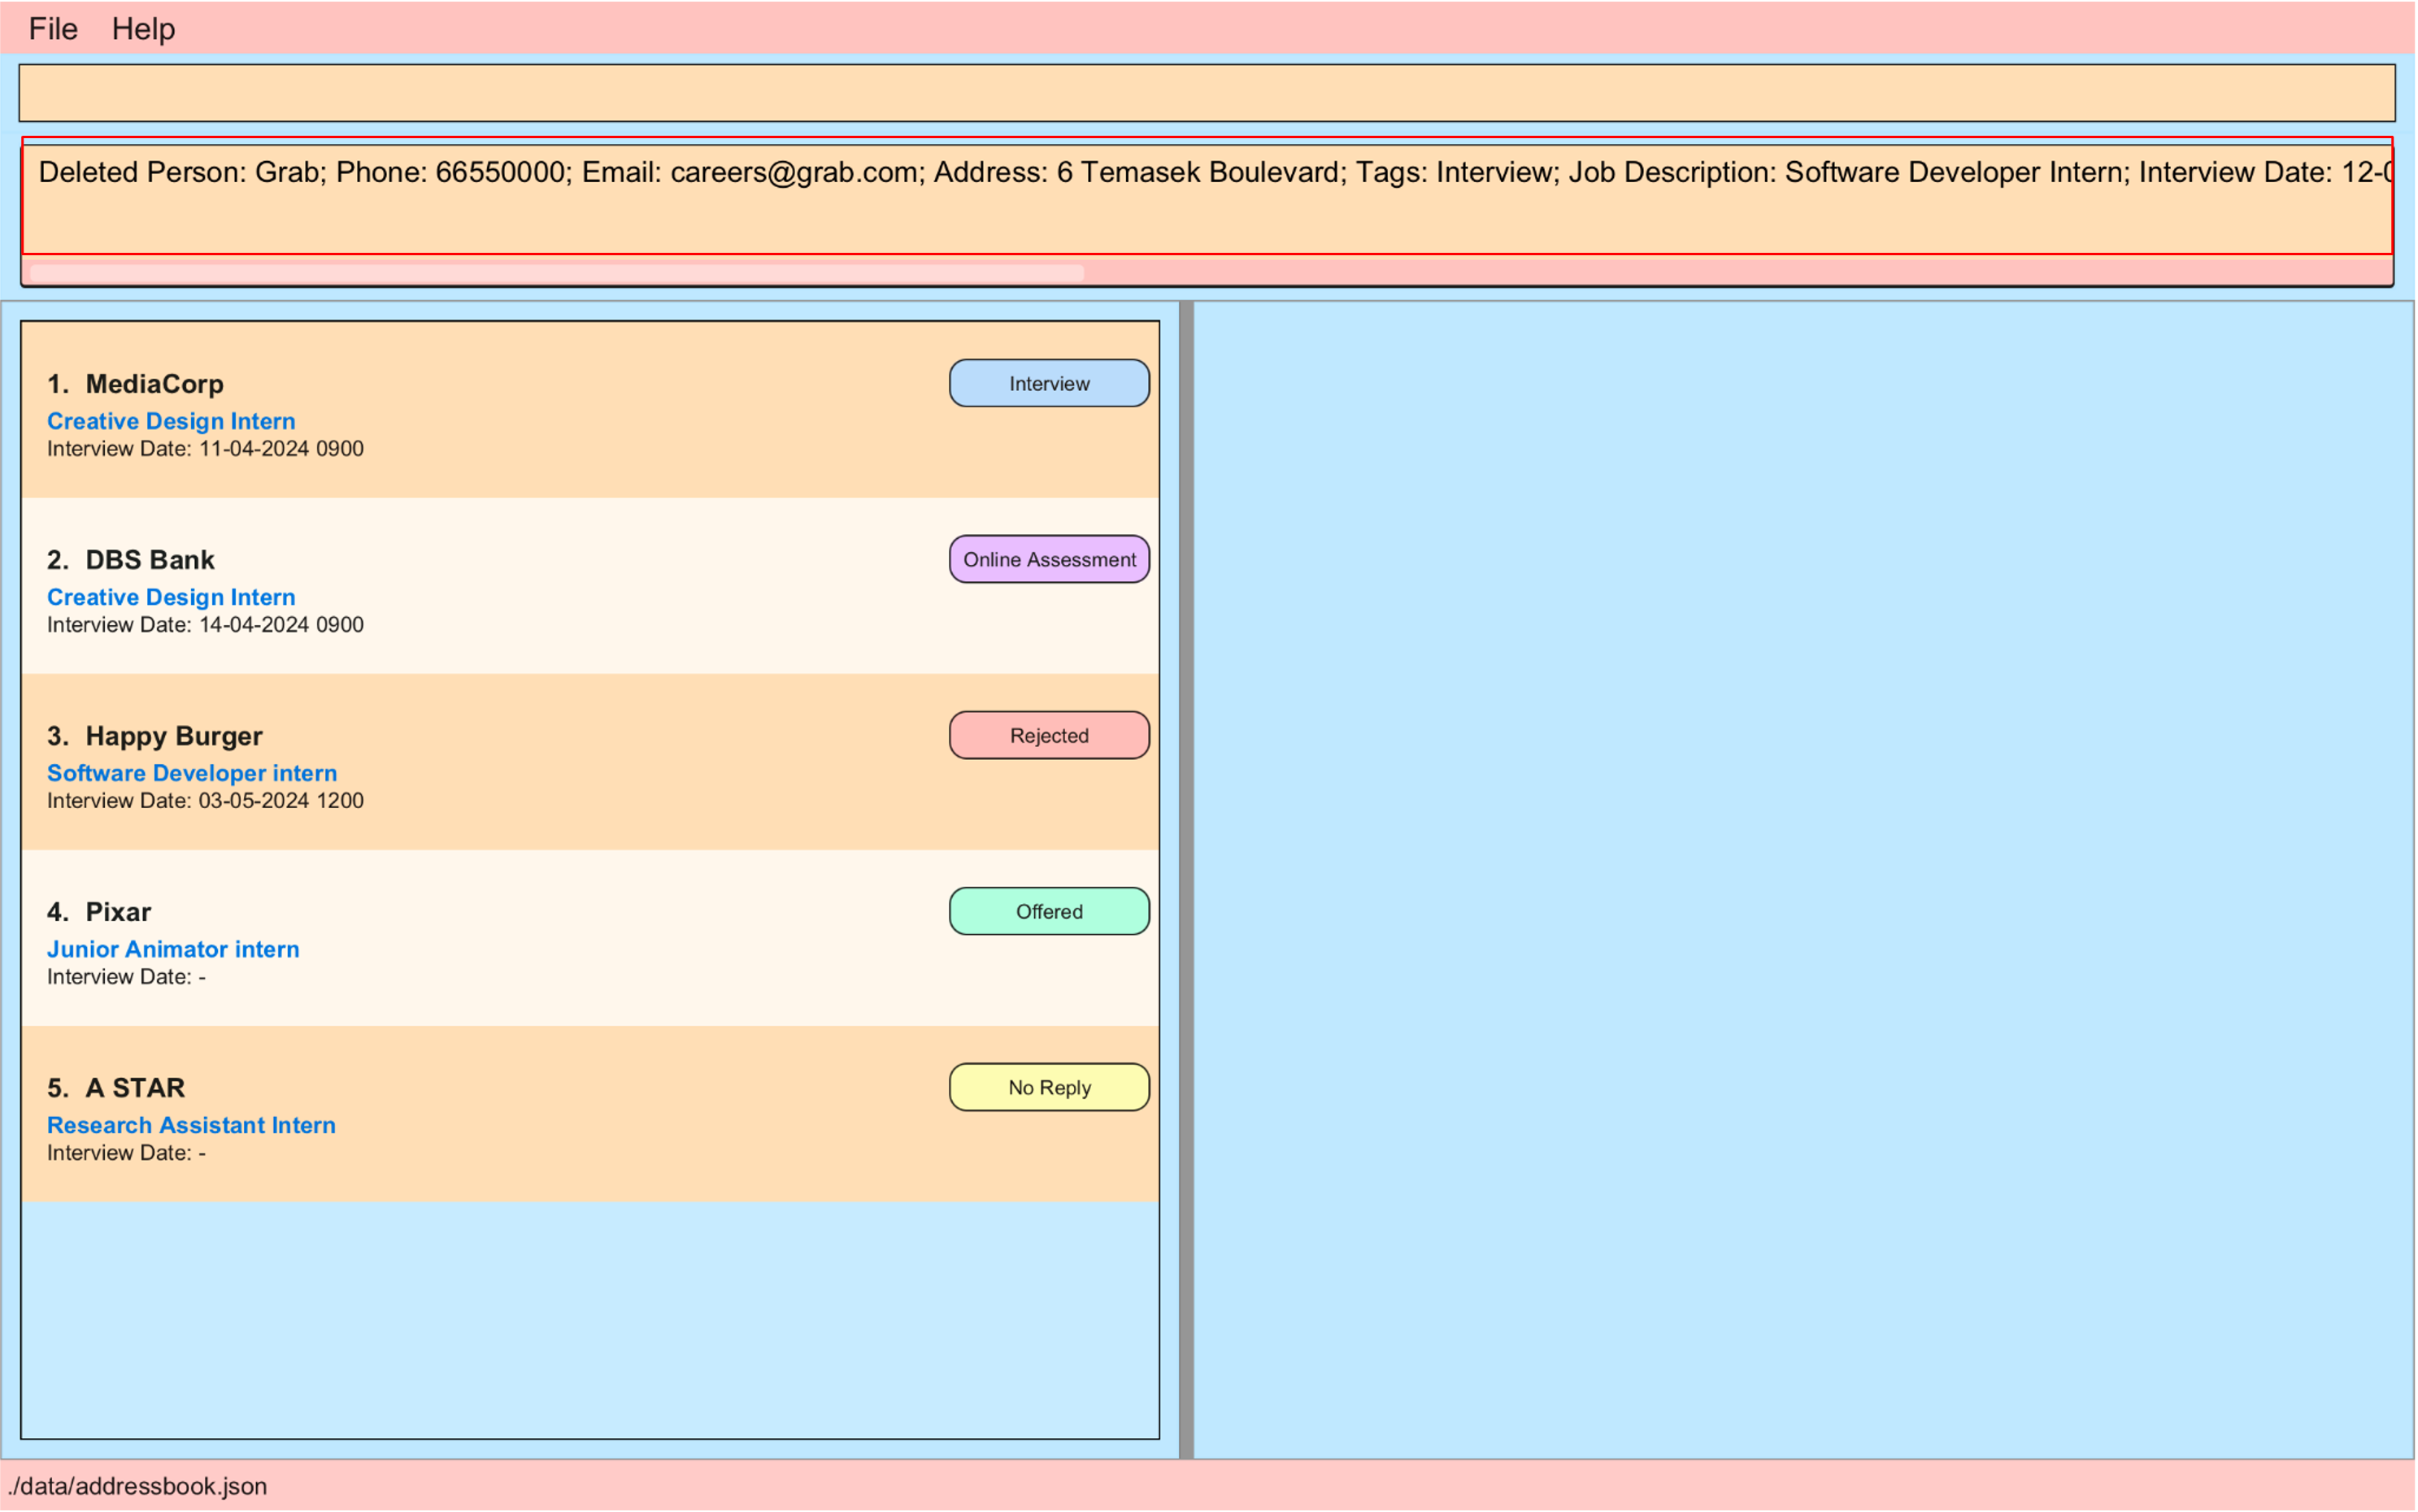 File Help
Deleted Person: Grab; Phone: 66550000; Email: careers@grab.com; Address: 6 Temasek Boulevard; Tags: Interview; Job Description: Software Developer Intern; Interview Date: 12-
1. MediaCorp
Interview
Creative Design Intern
Interview Date: 11-04-2024 0900
2. DBS Bank
Online Assessment
Creative Design Intern
Interview Date: 14-04-2024 0900
3. Happy Burger
Rejected
Software Developer intern
Interview Date: 03-05-2024 1200
4. Pixar
Offered
Junior Animator intern
Interview Date: -
5. A STAR
No Reply
Research Assistant Intern
Interview Date: -
./data/addressbook.json